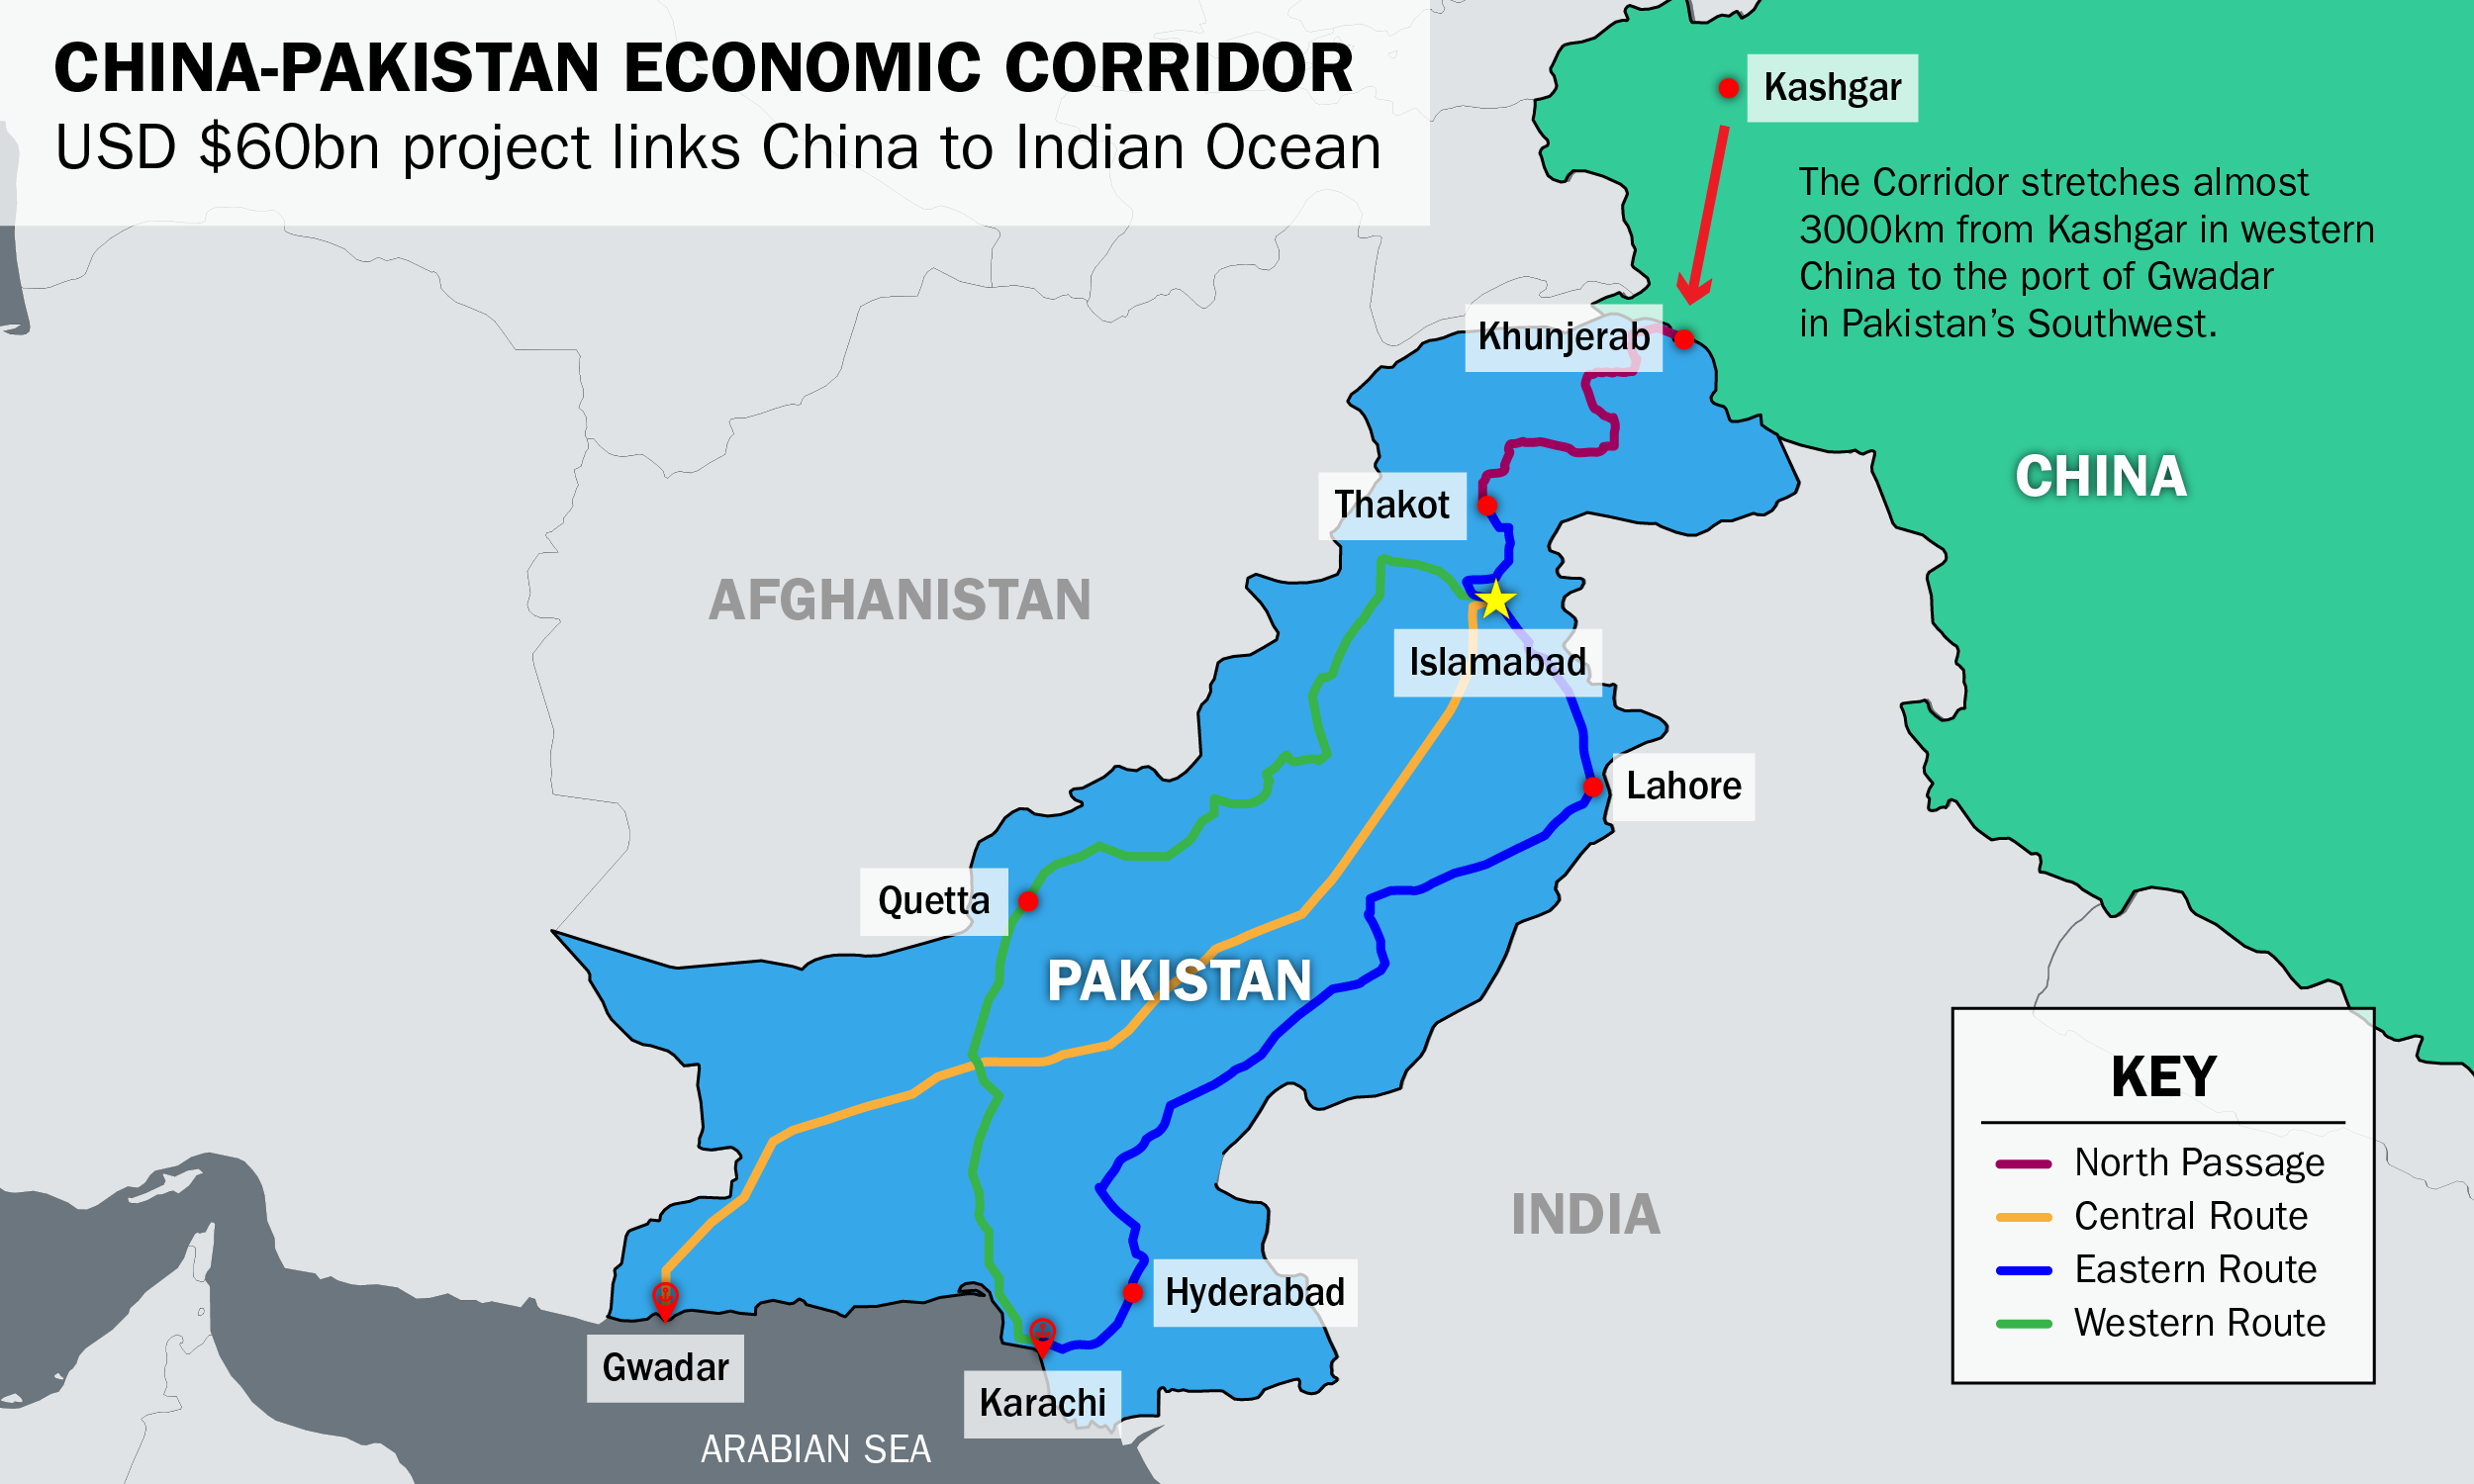 CHINA-PAKISTAN ECONOMIC CORRIDOR
USD $60bn project links China to Indian Ocean
Kashgar
The Corridor stretches almost
3000km from Kashgar in western
China to the port of Gwadar
in Pakistan’s Southwest.
Khunjerab
CHINA
Thakot
AFGHANISTAN
Islamabad
Lahore
Quetta
PAKISTAN
INDIA
Hyderabad
Gwadar
Karachi
ARABIAN SEA
KEY
North Passage
Central Route
Eastern Route
Western Route